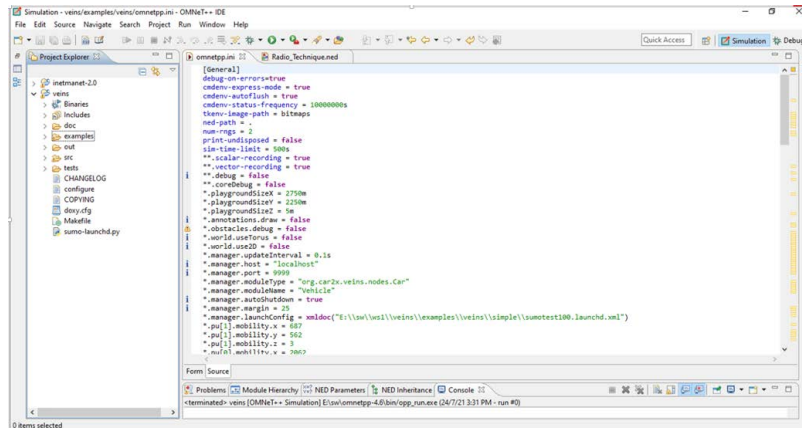 Simulation - veins/examples/veins/omnetpp.ini - OMNeT++ IDE
File Edit Source Navigate Search Project Run Window Help
Quick Access
Simulation
Debug
Project Explorer
inetmanet-2.0
veins
Binaries
Includes
doc
examples
out
src
tests
CHANGELOG
configure
COPYING
doxy.cfg
Makefile
sumo-launchd.py
omnetpp.ini
Radio_Technique.ned
[General]
debug-on-errors=true
cmdenv-express-mode = true
cmdenv-autoflush = true
cmdenv-status-frequency = 10000000s
tkenv-image-path = bitmaps
ned-path = .
num-rngs = 2
print-undisposed = false
sim-time-limit = 500s
**.scalar-recording = true
**.vector-recording = true
**.debug = false
**.coreDebug = false
*.playgroundSizeX = 2750m
*.playgroundSizeY = 2250m
*.playgroundSizeZ = 5m
*.annotations.draw = false
*.obstacles.debug = false
*.world.useTorus = false
*.world.use2D = false
*.manager.updateInterval = 0.1s
*.manager.host = "localhost"
*.manager.port = 9999
*.manager.moduleType = "org.car2x.veins.nodes.Car"
*.manager.moduleName = "Vehicle"
*.manager.autoShutdown = true
*.manager.margin = 25
*.manager.launchConfig = xmldoc("E:\\sw\\ws1\\veins\\examples\\veins\\simple\\sumotest100.launchd.xml")
*.pu[1].mobility.x = 687
*.pu[1].mobility.y = 562
*.pu[1].mobility.z = 3
*.pu[0].mobility.x = 2062
Form Source
Problems Module Hierarchy NED Parameters NED Inheritance Console
<terminated> veins [OMNeT++ Simulation] E:\sw\omnetpp-4.6\bin/opp_run.exe (24/7/21 3:31 PM - run #0)
0 items selected